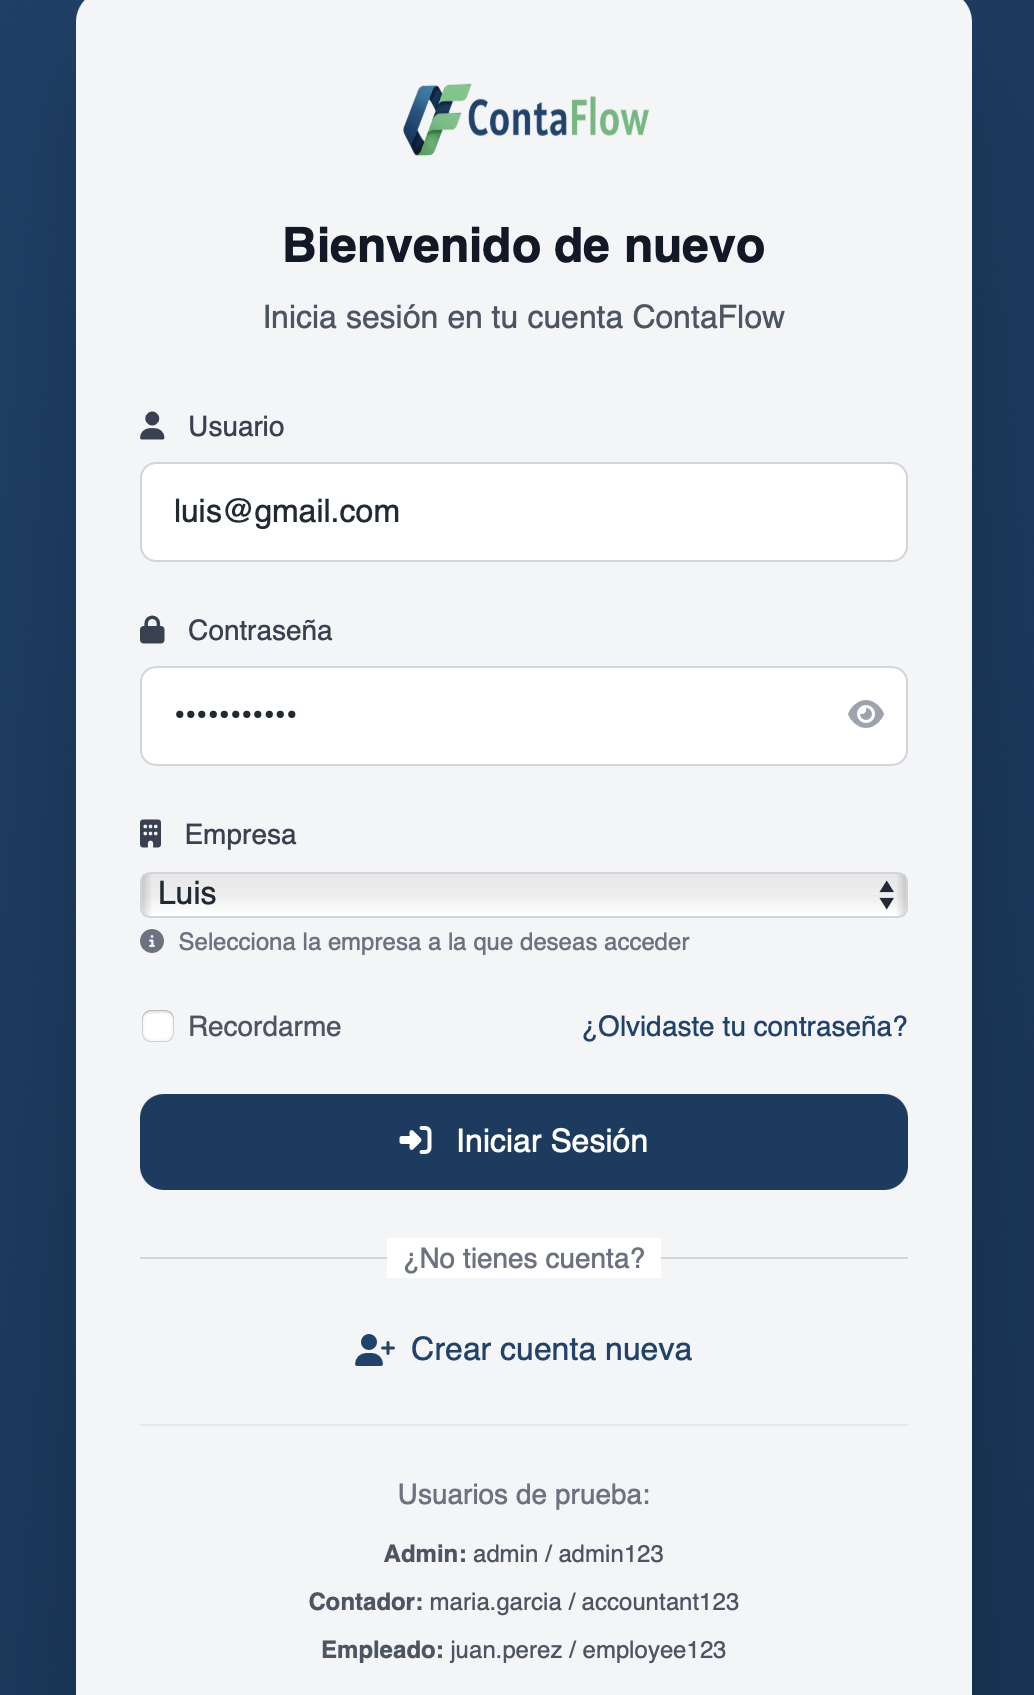 ContaFlow
Bienvenido de nuevo
Inicia sesión en tu cuenta ContaFlow
Usuario
luis@gmail.com
Contraseña
•••••••••••
Empresa
Luis
Selecciona la empresa a la que deseas acceder
Recordarme
¿Olvidaste tu contraseña?
Iniciar Sesión
¿No tienes cuenta?
Crear cuenta nueva
Usuarios de prueba:
Admin: admin / admin123
Contador: maria.garcia / accountant123
Empleado: juan.perez / employee123